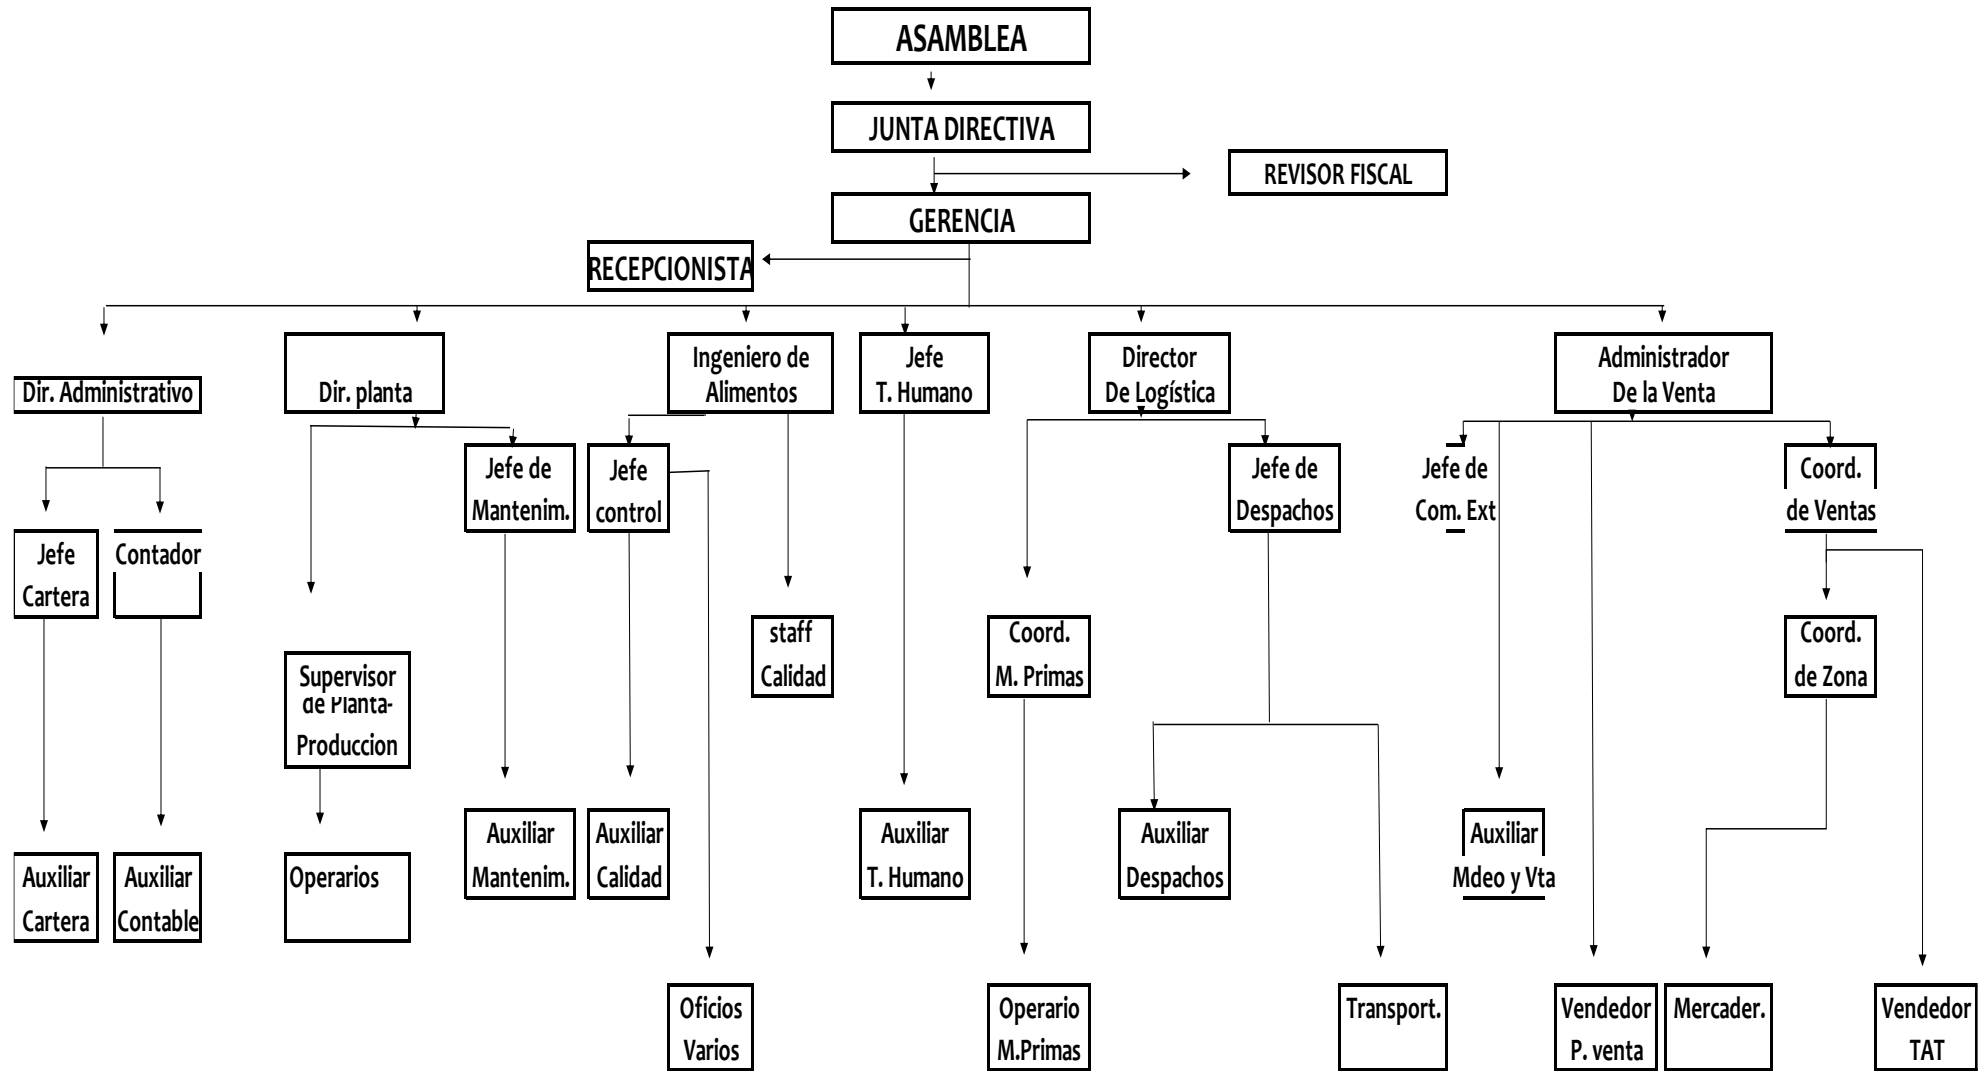 ASAMBLEA
JUNTA DIRECTIVA
REVISOR FISCAL
GERENCIA
RECEPCIONISTA
Dir. Administrativo
Dir. planta
Ingeniero de
Alimentos
Jefe
T. Humano
Director
De Logística
Administrador
De la Venta
Jefe de
Mantenim.
Jefe
control
Jefe de
Despachos
Jefe de
Com. Ext
Coord.
de Ventas
Jefe
Cartera
Contador
staff
Calidad
Coord.
M. Primas
Coord.
de Zona
Supervisor
de Planta-
Produccion
Auxiliar
Mantenim.
Auxiliar
Calidad
Auxiliar
T. Humano
Auxiliar
Despachos
Auxiliar
Mdeo y Vta
Auxiliar
Cartera
Auxiliar
Contable
Operarios
Oficios
Varios
Operario
M.Primas
Transport.
Vendedor
P. venta
Mercader.
Vendedor
TAT